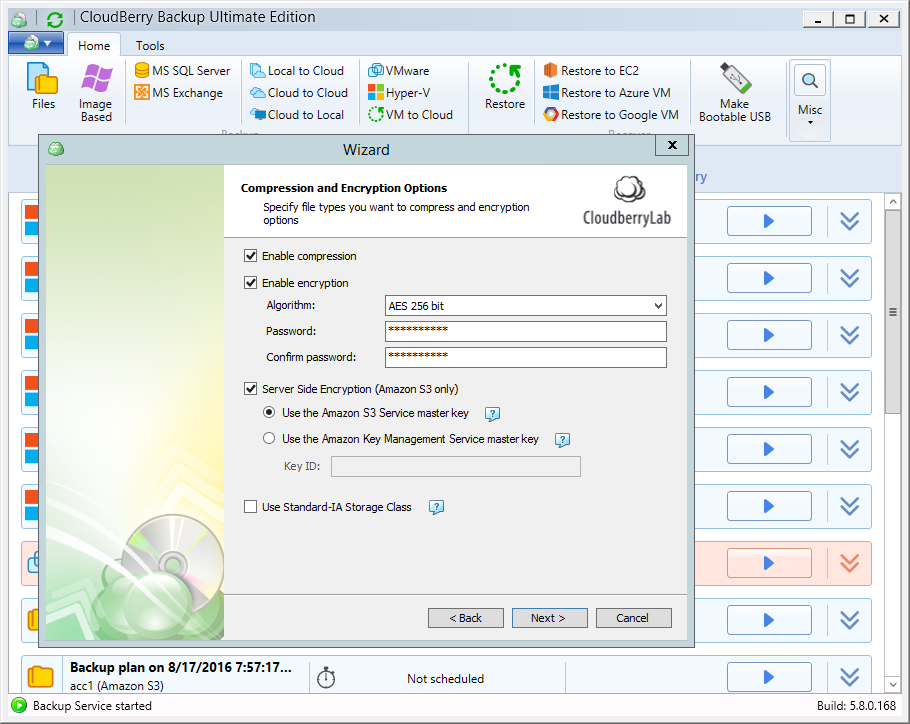 CloudBerry Backup Ultimate Edition
Home Tools
MS SQL Server Local to Cloud VMware Restore to EC2
MS Exchange Cloud to Cloud Hyper-V Restore to Azure VM
Files Image Based Cloud to Local VM to Cloud Restore Restore to Google VM Make Bootable USB Misc
Wizard
Compression and Encryption Options
Specify file types you want to compress and encryption
options
CloudberryLab
Enable compression
Enable encryption
Algorithm: AES 256 bit
Password: **********
Confirm password: **********
Server Side Encryption (Amazon S3 only)
Use the Amazon S3 Service master key ?
Use the Amazon Key Management Service master key ?
Key ID:
Use Standard-IA Storage Class ?
< Back Next > Cancel
Backup plan on 8/17/2016 7:57:17...
acc1 (Amazon S3) Not scheduled
Backup Service started Build: 5.8.0.168